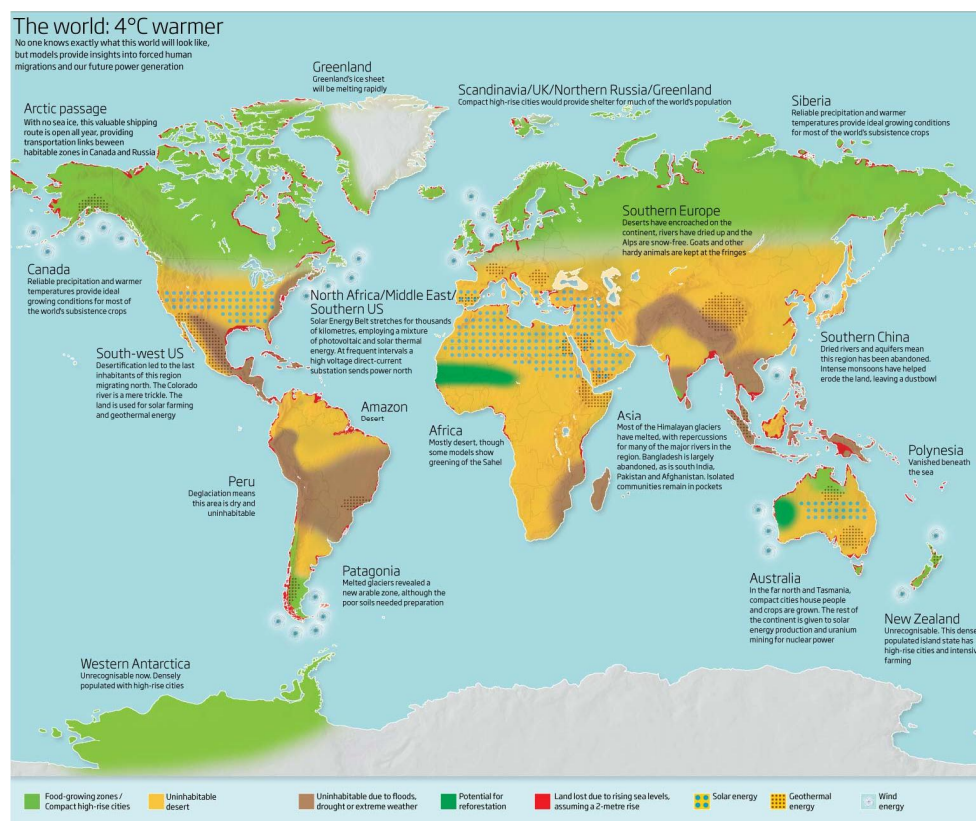 The world: 4°C warmer
No one knows exactly what this world will look like,
but models provide insights into forced human
migrations and our future power generation
Greenland
Greenland's ice sheet
will be melting rapidly
Scandinavia/UK/Northern Russia/Greenland
Compact high-rise cities would provide shelter for much of the world's population
Siberia
Reliable precipitation and warmer
temperatures provide ideal growing conditions
for most of the world's subsistence crops
Arctic passage
With no sea ice, this valuable shipping
route is open all year, providing
transportation links beween
habitable zones in Canada and Russia
Southern Europe
Deserts have encroached on the
continent, rivers have dried up and the
Alps are snow-free. Goats and other
hardy animals are kept at the fringes
Canada
Reliable precipitation and warmer
temperatures provide ideal
growing conditions for most of
the world's subsistence crops
North Africa/Middle East/
Southern US
Solar Energy Belt stretches for thousands
of kilometres, employing a mixture
of photovoltaic and solar thermal
energy. At frequent intervals a
high voltage direct-current
substation sends power north
Southern China
Dried rivers and aquifers mean
this region has been abandoned.
Intense monsoons have helped
erode the land, leaving a dustbowl
South-west US
Desertification led to the last
inhabitants of this region
migrating north. The Colorado
river is a mere trickle. The
land is used for solar farming
and geothermal energy
Amazon
Desert
Africa
Mostly desert, though
some models show
greening of the Sahel
Asia
Most of the Himalayan glaciers
have melted, with repercussions
for many of the major rivers in the
region. Bangladesh is largely
abandoned, as is south India,
Pakistan and Afghanistan. Isolated
communities remain in pockets
Polynesia
Vanished beneath
the sea
Peru
Deglaciation means
this area is dry and
uninhabitable
Patagonia
Melted glaciers revealed a
new arable zone, although the
poor soils needed preparation
Australia
In the far north and Tasmania,
compact cities house people
and crops are grown. The rest of
the continent is given to solar
energy production and uranium
mining for nuclear power
New Zealand
Unrecognisable. This dense
populated island state has
high-rise cities and intensiv
farming
Western Antarctica
Unrecognisable now. Densely
populated with high-rise cities
Food-growing zones /
Compact high-rise cities
Uninhabitable
desert
Uninhabitable due to floods,
drought or extreme weather
Potential for
reforestation
Land lost due to rising sea levels,
assuming a 2-metre rise
Solar energy
Geothermal
energy
Wind
energy